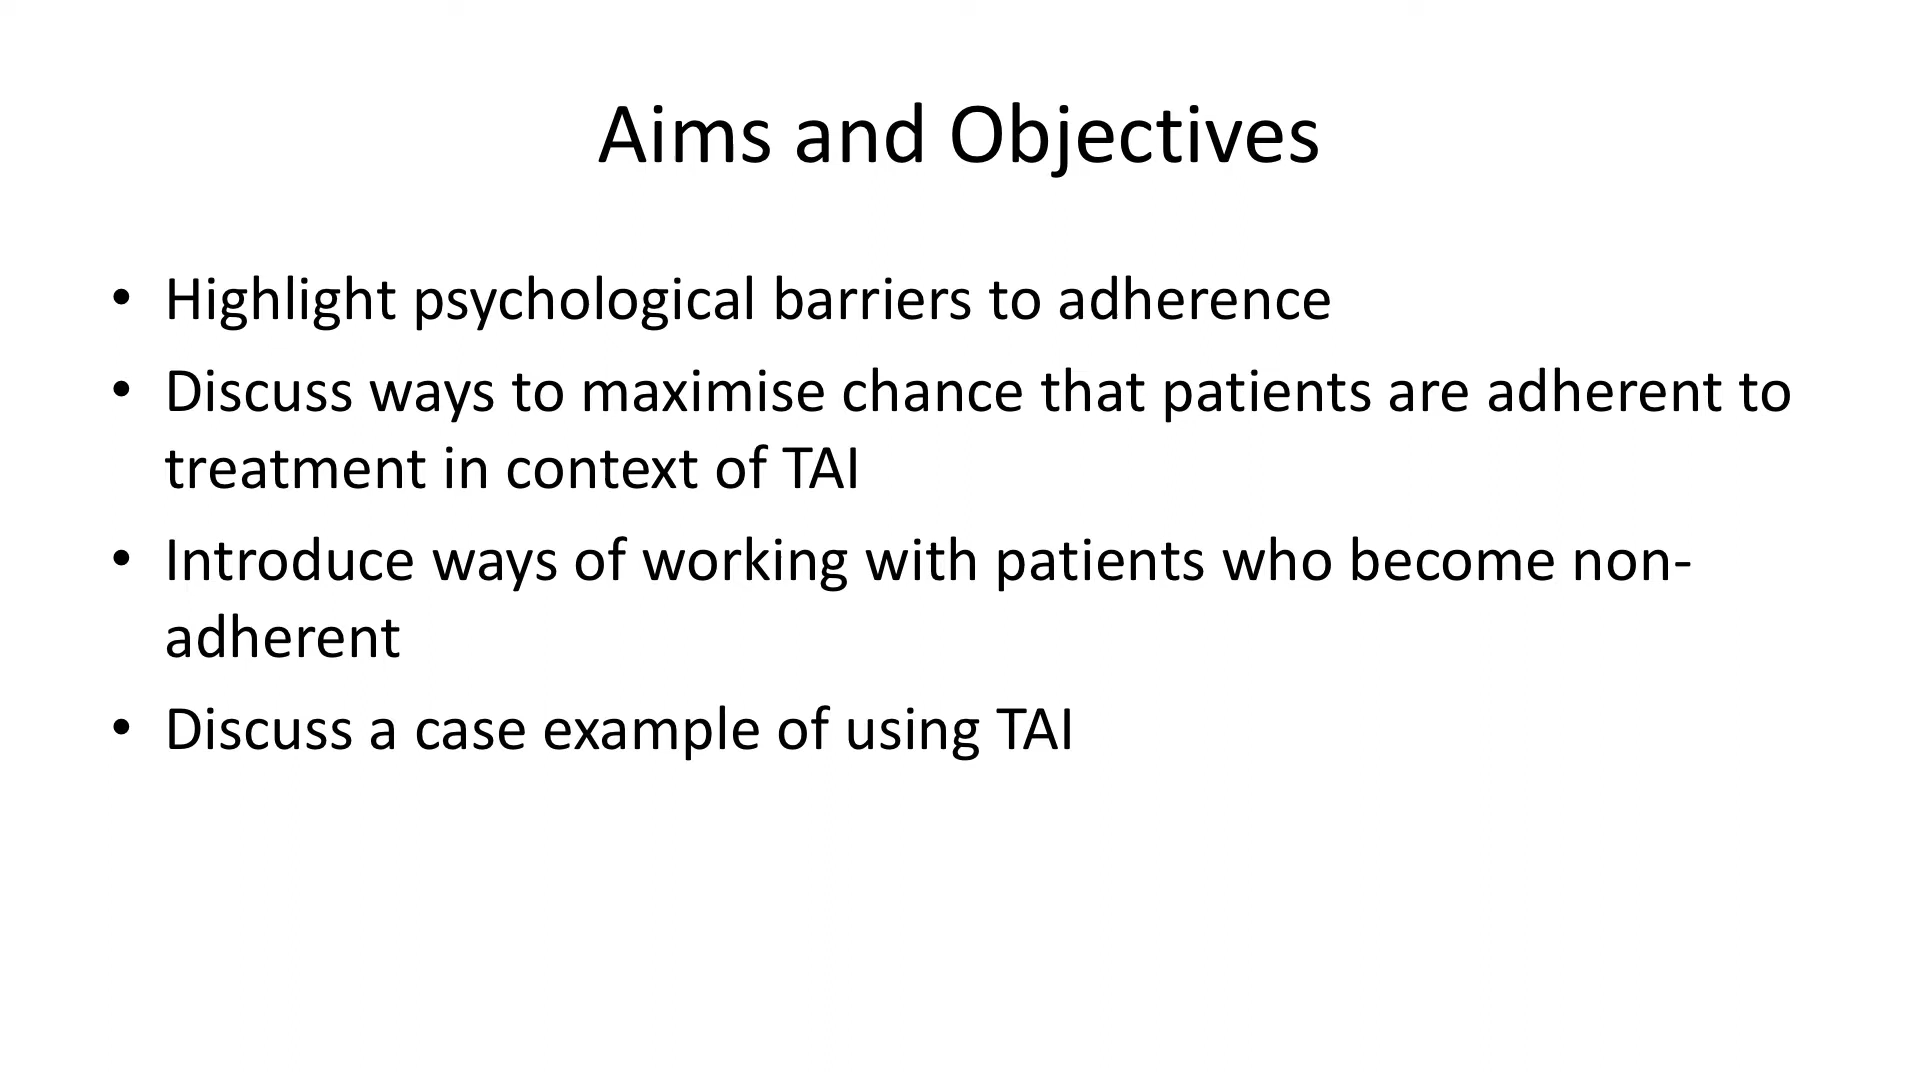 Aims and Objectives
• Highlight psychological barriers to adherence
• Discuss ways to maximise chance that patients are adherent to
treatment in context of TAI
• Introduce ways of working with patients who become non-
adherent
• Discuss a case example of using TAI